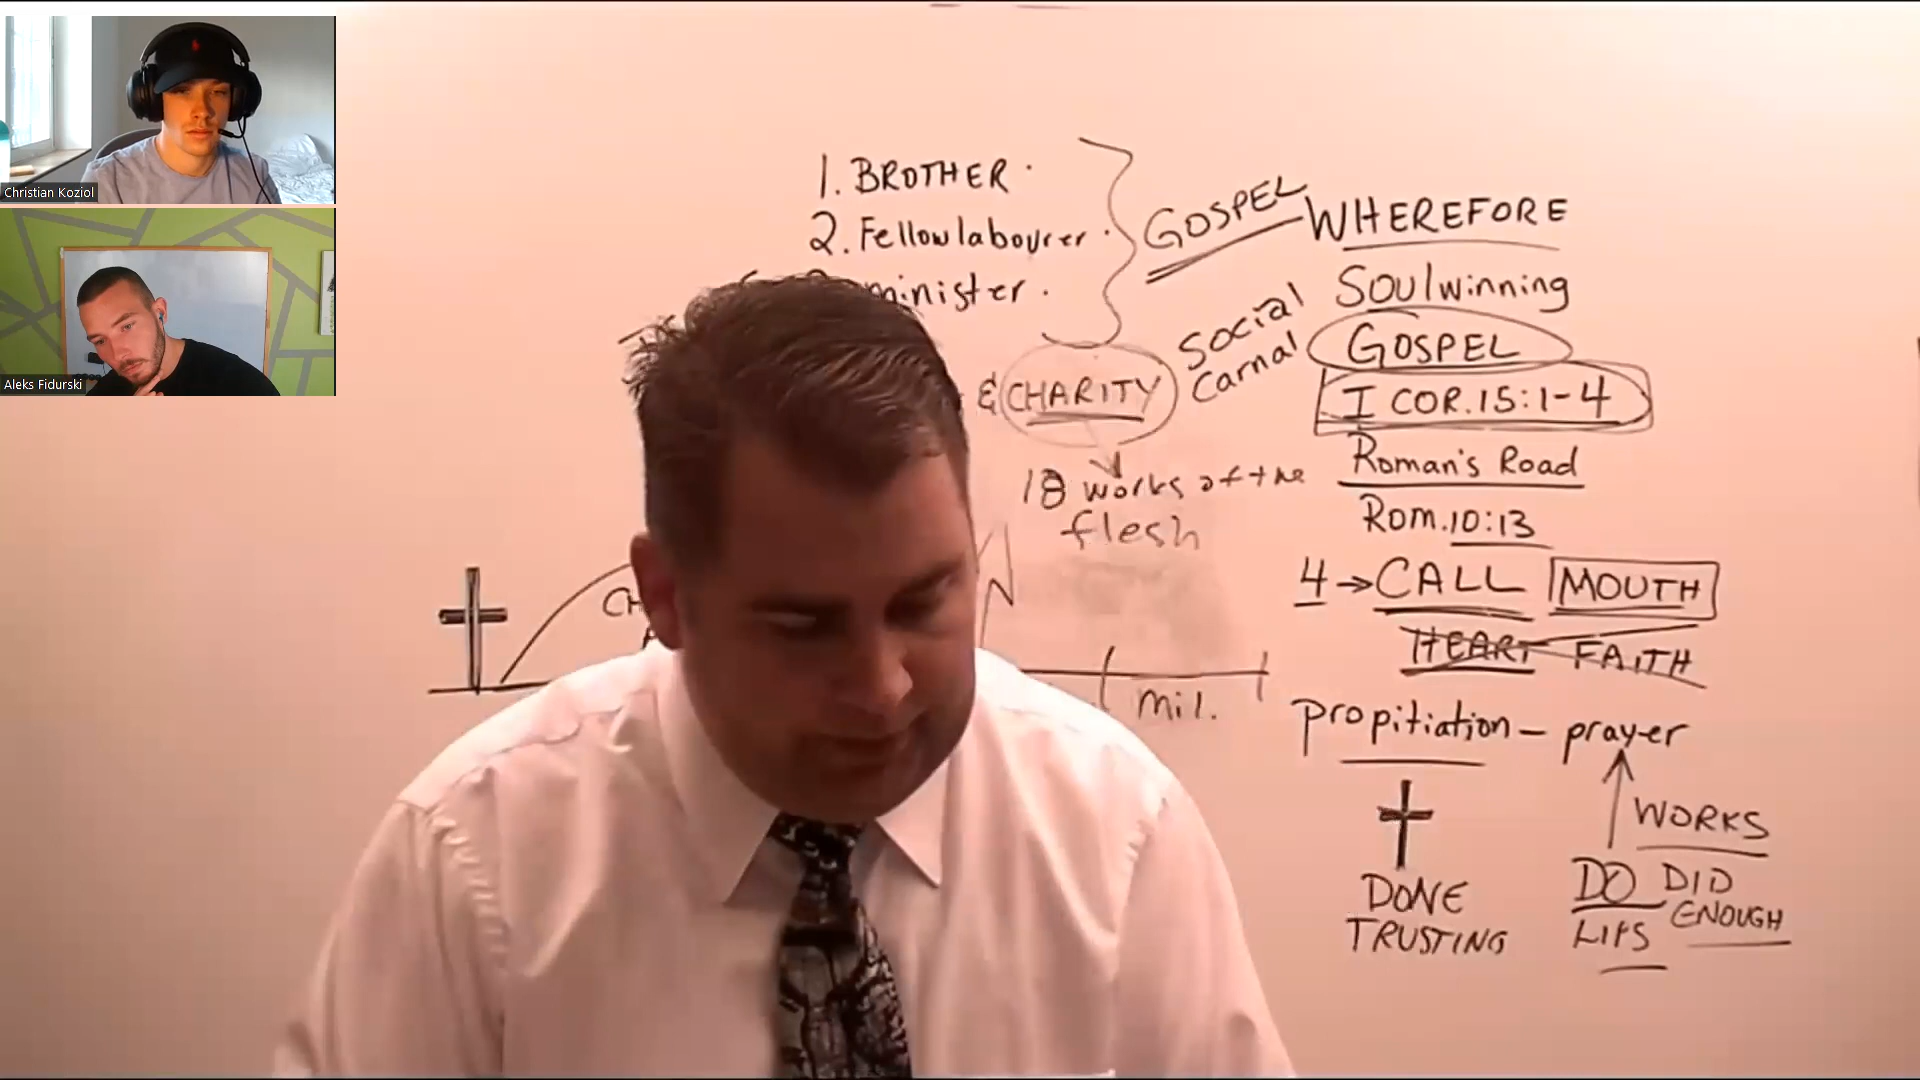 Christian Koziol
Aleks Fidurski
1. BROTHER
2. Fellowlabourer
minister
GOSPEL
& CHARITY
Social
Carnal
18 works of the
flesh
CH
mil.
WHEREFORE
Soulwinning
GOSPEL
I COR. 15:1-4
Roman's Road
Rom. 10:13
4 → CALL MOUTH
HEART FAITH
propitiation - prayer
WORKS
DONE
TRUSTING
DO DID
ENOUGH
LIPS